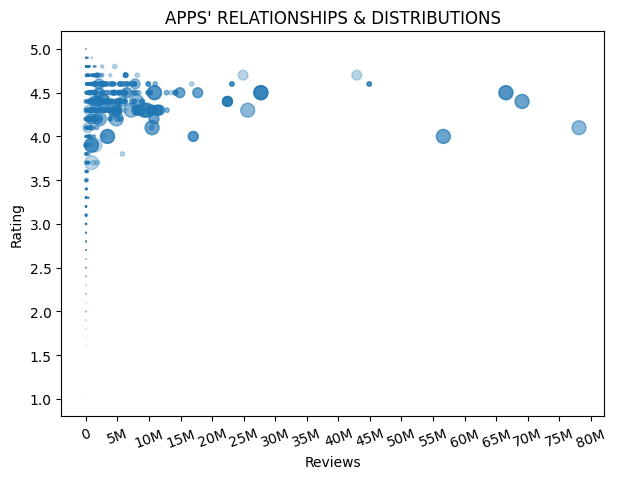 APPS' RELATIONSHIPS & DISTRIBUTIONS
5.0
4.5
4.0
3.5
3.0
2.5
2.0
1.5
1.0
Rating
0 5M 10M 15M 20M 25M 30M 35M 40M 45M 50M 55M 60M 65M 70M 75M 80M
Reviews